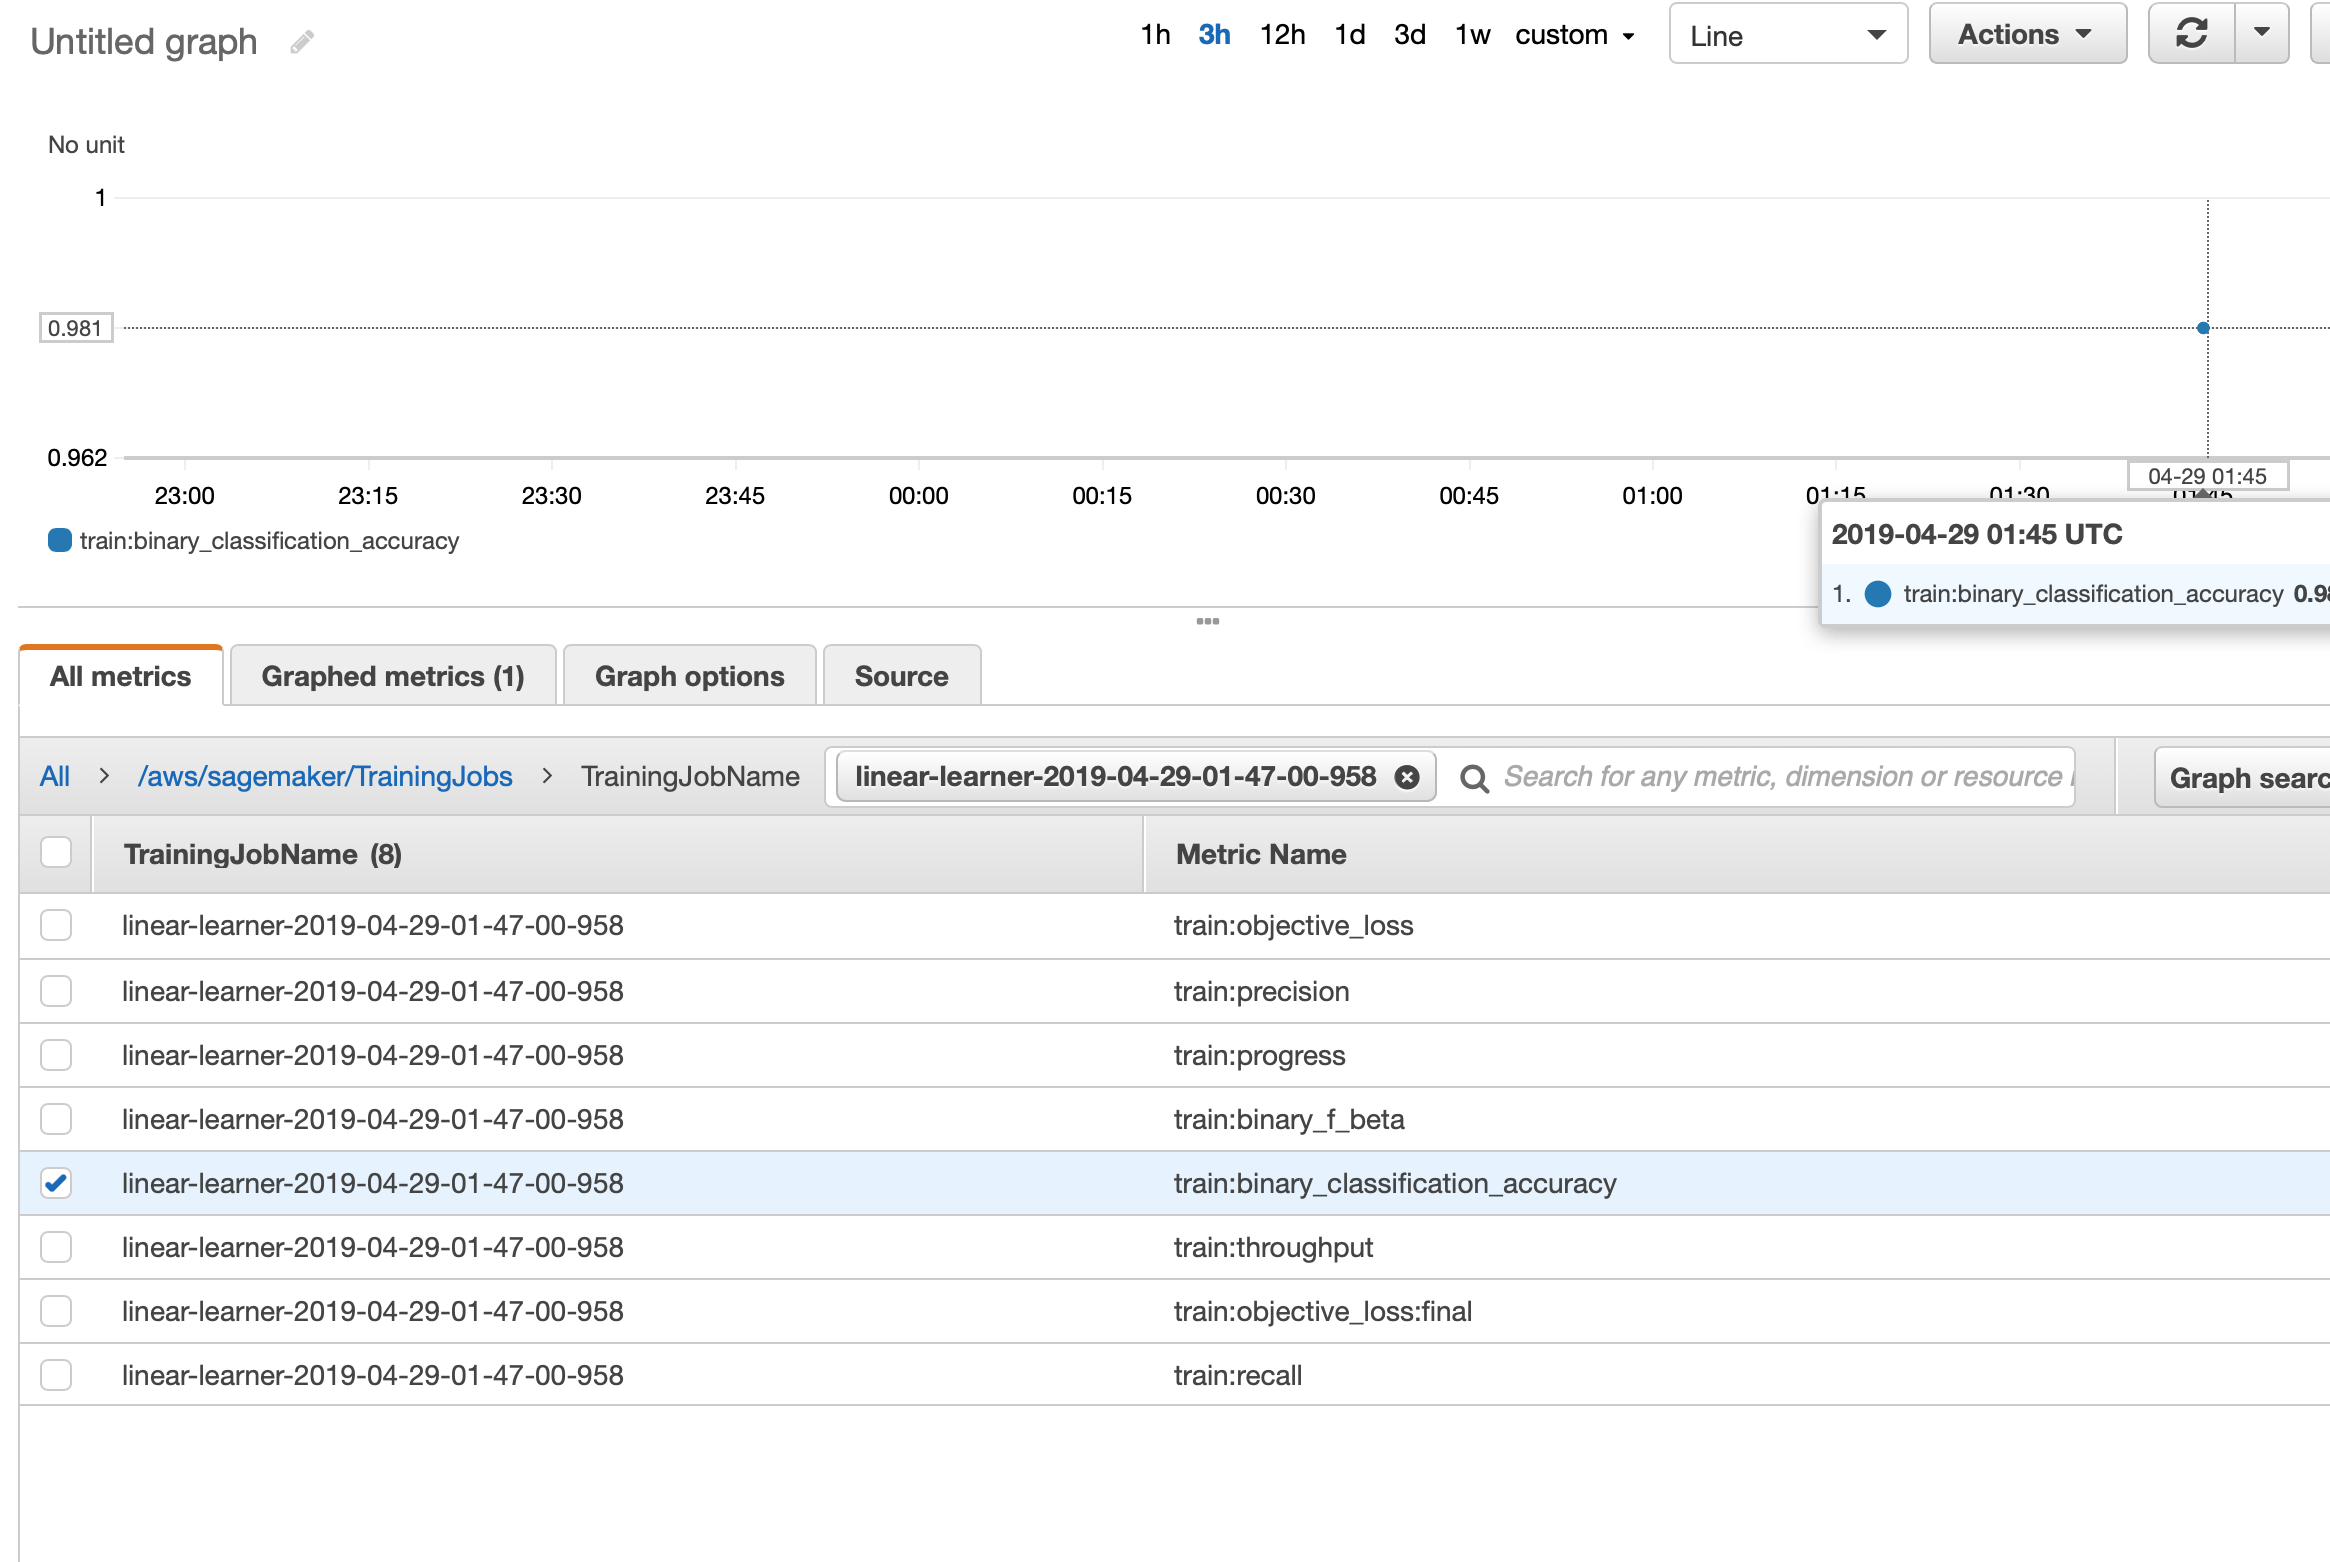 Untitled graph 1h 3h 12h 1d 3d 1w custom Line Actions
No unit
1
0.981
0.962
04-29 01:45
23:00 23:15 23:30 23:45 00:00 00:15 00:30 00:45 01:00 01:15 01:30 01:45
train:binary_classification_accuracy
2019-04-29 01:45 UTC
1. train:binary_classification_accuracy 0.98
All metrics Graphed metrics (1) Graph options Source
All > /aws/sagemaker/TrainingJobs > TrainingJobName linear-learner-2019-04-29-01-47-00-958 Search for any metric, dimension or resource Graph searc
TrainingJobName (8) Metric Name
linear-learner-2019-04-29-01-47-00-958 train:objective_loss
linear-learner-2019-04-29-01-47-00-958 train:precision
linear-learner-2019-04-29-01-47-00-958 train:progress
linear-learner-2019-04-29-01-47-00-958 train:binary_f_beta
linear-learner-2019-04-29-01-47-00-958 train:binary_classification_accuracy
linear-learner-2019-04-29-01-47-00-958 train:throughput
linear-learner-2019-04-29-01-47-00-958 train:objective_loss:final
linear-learner-2019-04-29-01-47-00-958 train:recall